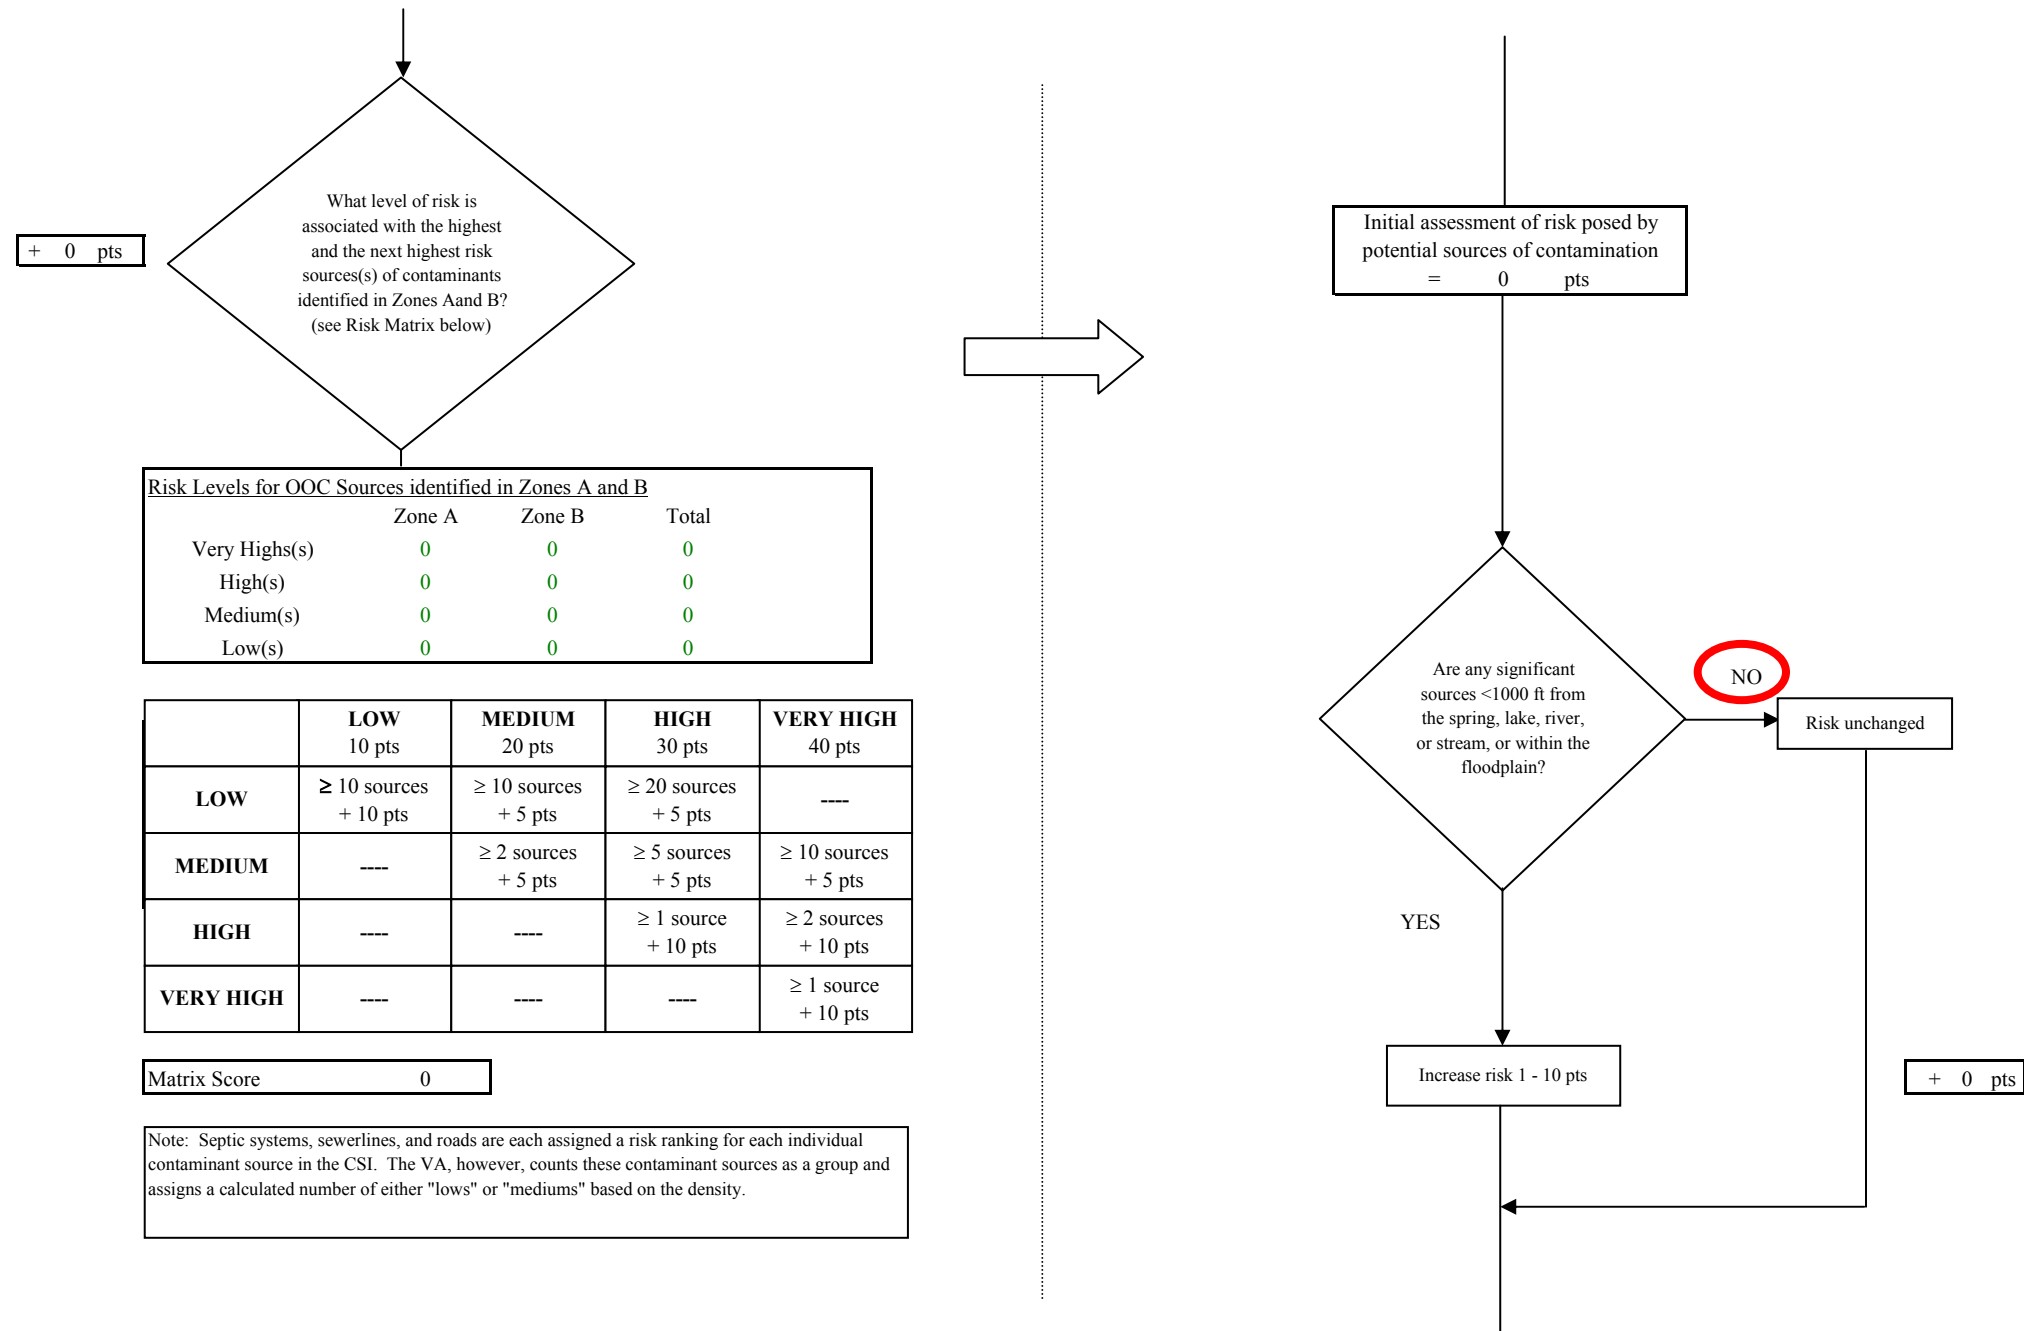 What level of risk is
associated with the highest
and the next highest risk
sources(s) of contaminants
identified in Zones Aand B?
(see Risk Matrix below)
+ 0 pts
Risk Levels for OOC Sources identified in Zones A and B
Zone A Zone B Total
Very Highs(s) 0 0 0
High(s) 0 0 0
Medium(s) 0 0 0
Low(s) 0 0 0
LOW MEDIUM HIGH VERY HIGH
10 pts 20 pts 30 pts 40 pts
LOW ≥ 10 sources ≥ 10 sources ≥ 20 sources ----
+ 10 pts + 5 pts + 5 pts
MEDIUM ---- ≥ 2 sources ≥ 5 sources ≥ 10 sources
+ 5 pts + 5 pts + 5 pts
HIGH ---- ---- ≥ 1 source ≥ 2 sources
+ 10 pts + 10 pts
VERY HIGH ---- ---- ---- ≥ 1 source
+ 10 pts
Matrix Score 0
Note: Septic systems, sewerlines, and roads are each assigned a risk ranking for each individual
contaminant source in the CSI. The VA, however, counts these contaminant sources as a group and
assigns a calculated number of either "lows" or "mediums" based on the density.
Initial assessment of risk posed by
potential sources of contamination
= 0 pts
Are any significant
sources <1000 ft from
the spring, lake, river,
or stream, or within the
floodplain?
NO
Risk unchanged
YES
Increase risk 1 - 10 pts
+ 0 pts